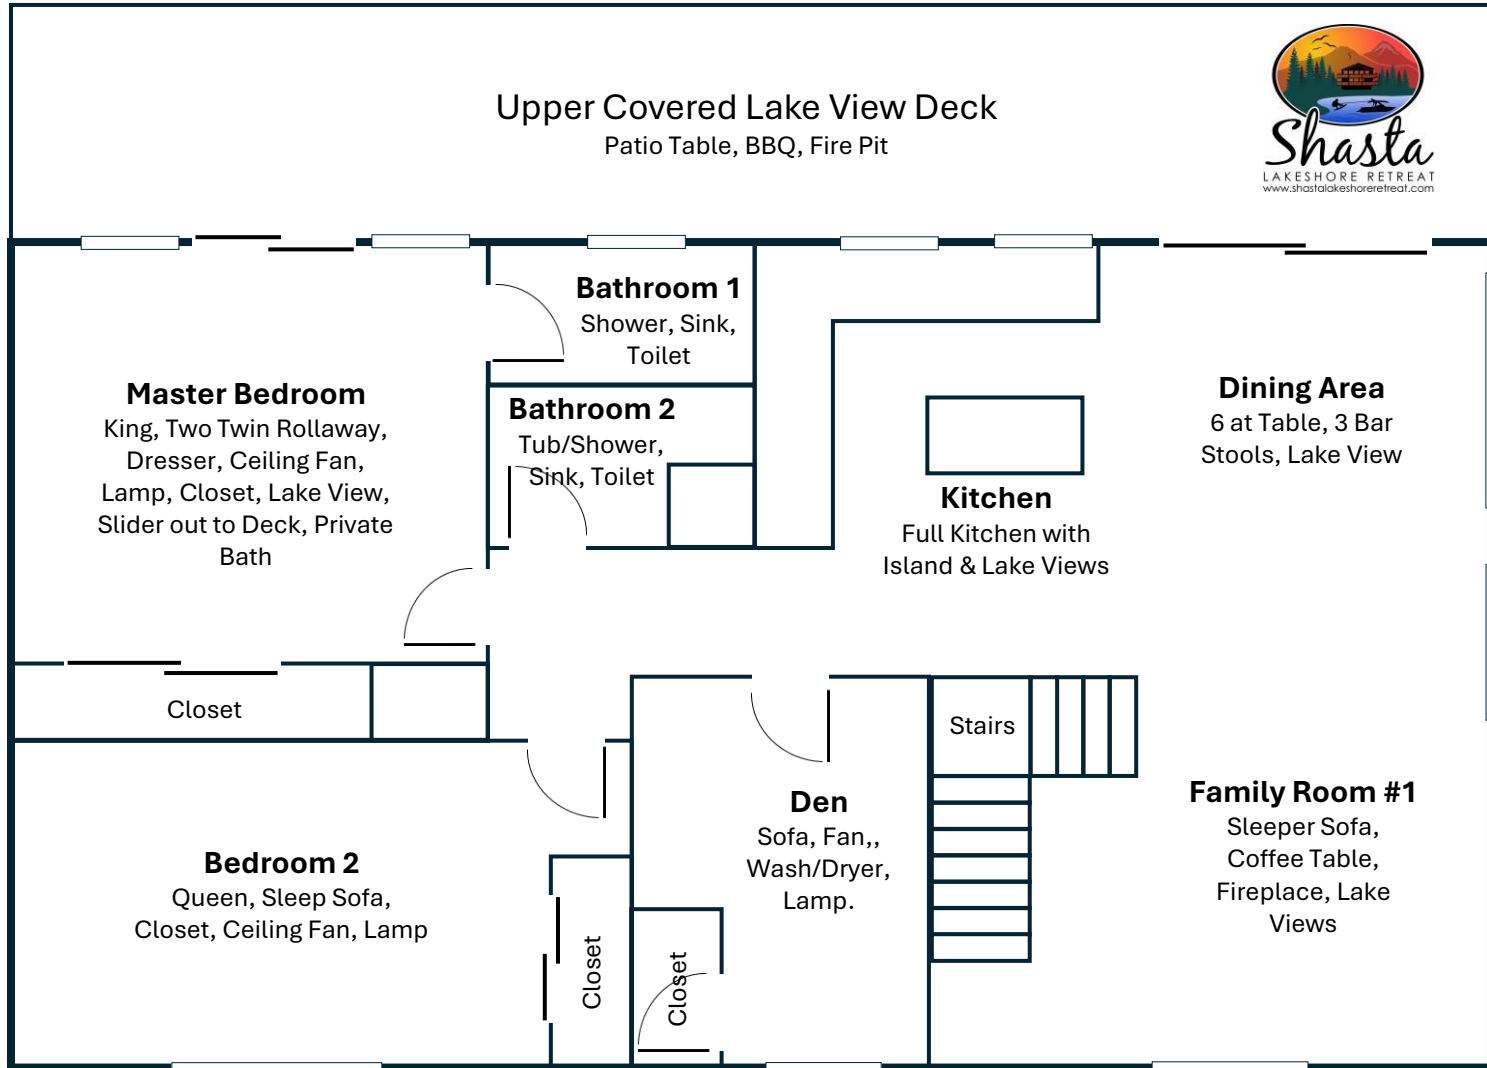 Upper Covered Lake View Deck
Patio Table, BBQ, Fire Pit
Shasta
LAKESHORE RETREAT
www.shastalakeshoreretreat.com
Bathroom 1
Shower, Sink,
Toilet
Master Bedroom
King, Two Twin Rollaway,
Dresser, Ceiling Fan,
Lamp, Closet, Lake View,
Slider out to Deck, Private
Bath
Bathroom 2
Tub/Shower,
Sink, Toilet
Dining Area
6 at Table, 3 Bar
Stools, Lake View
Kitchen
Full Kitchen with
Island & Lake Views
Closet
Stairs
Den
Sofa, Fan,,
Wash/Dryer,
Lamp.
Family Room #1
Sleeper Sofa,
Coffee Table,
Fireplace, Lake
Views
Bedroom 2
Queen, Sleep Sofa,
Closet, Ceiling Fan, Lamp
Closet
Closet